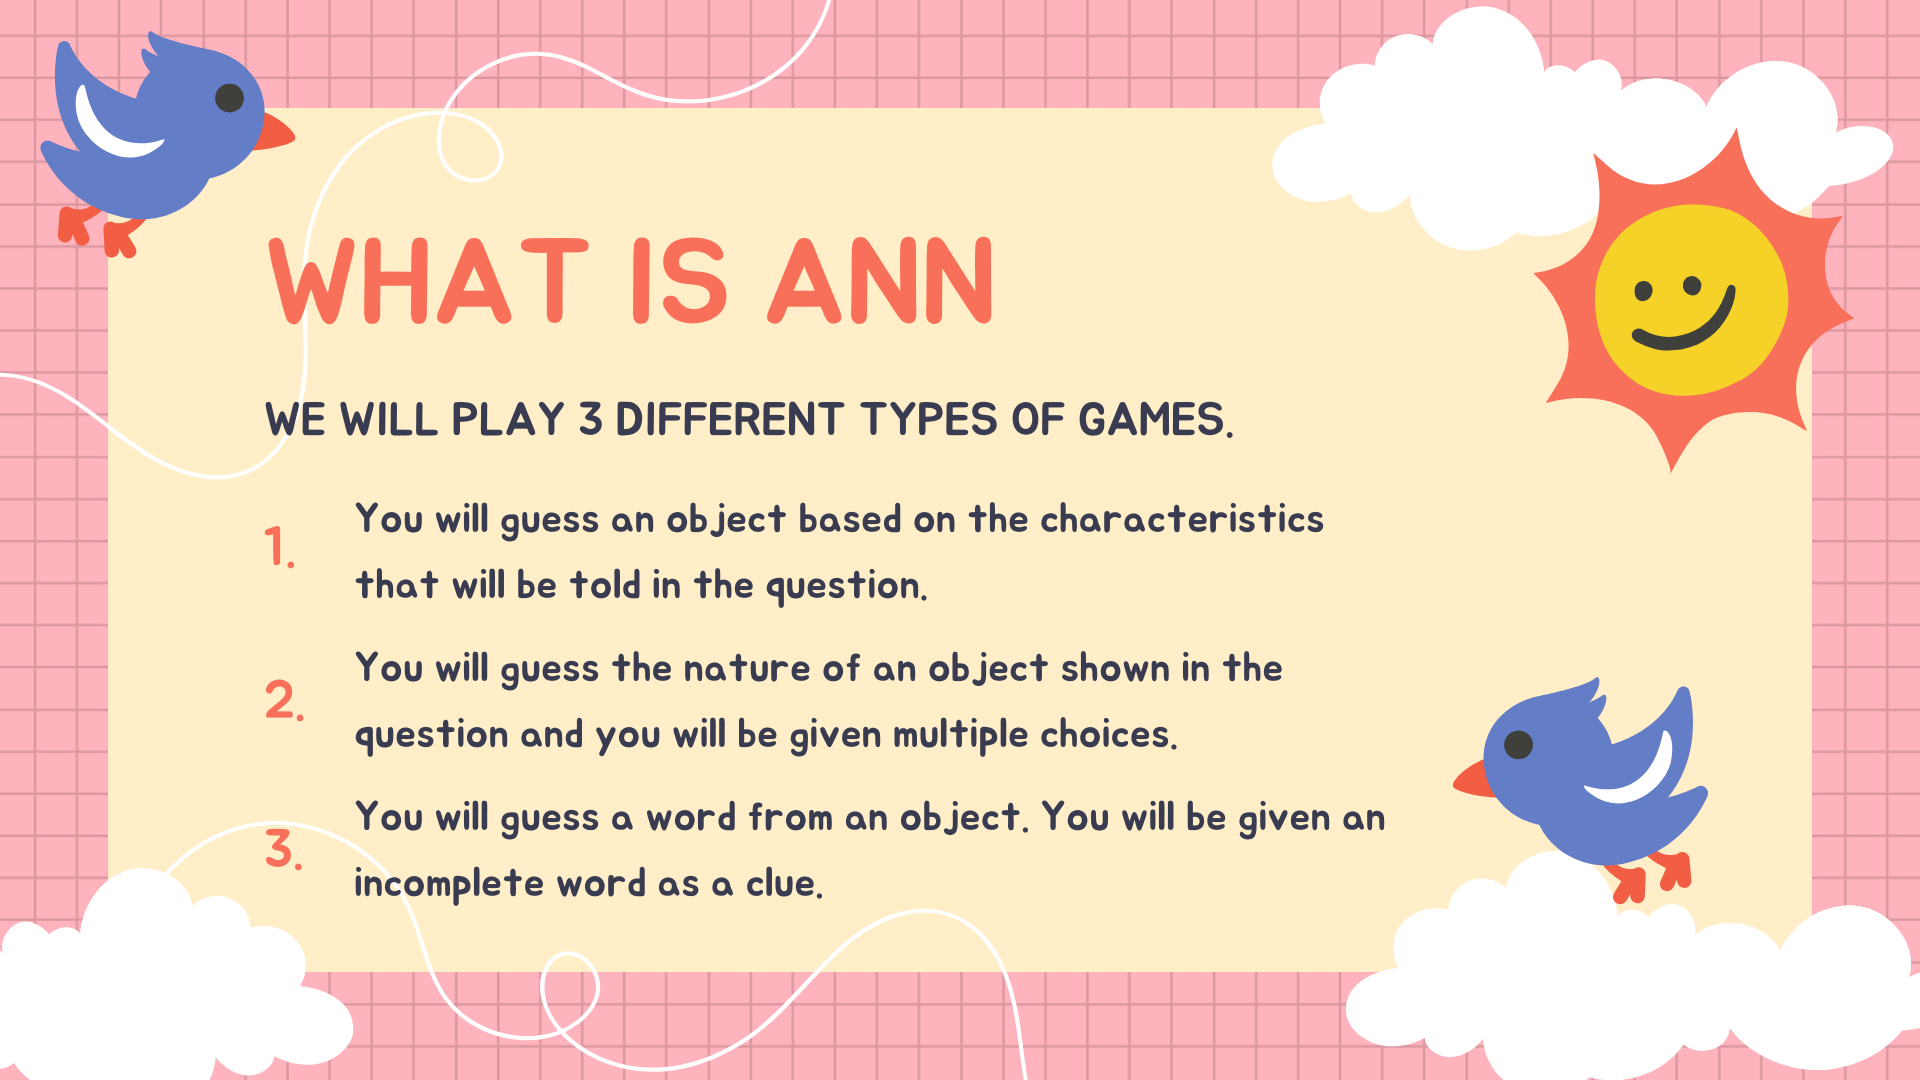 WHAT IS ANN
WE WILL PLAY 3 DIFFERENT TYPES OF GAMES.
1. You will guess an object based on the characteristics
that will be told in the question.
2. You will guess the nature of an object shown in the
question and you will be given multiple choices.
3. You will guess a word from an object. You will be given an
incomplete word as a clue.